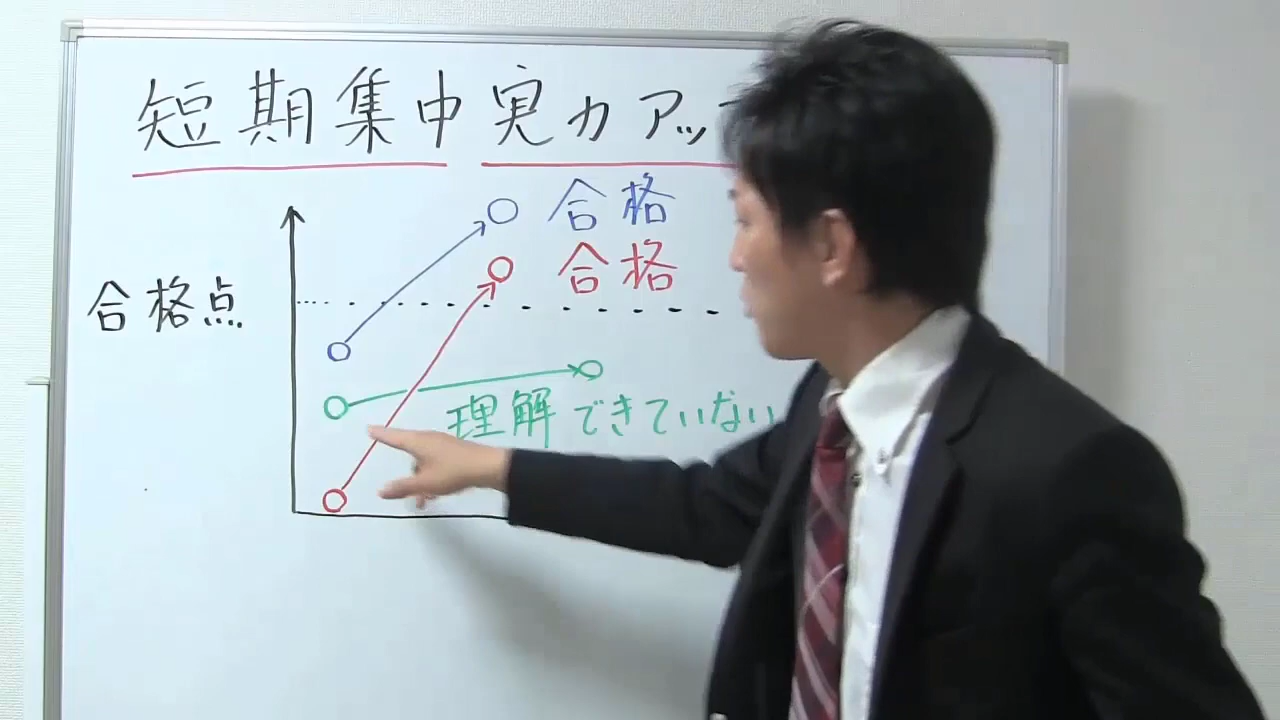 短期集中実力アッ
合格
合格
合格点
理解できていない